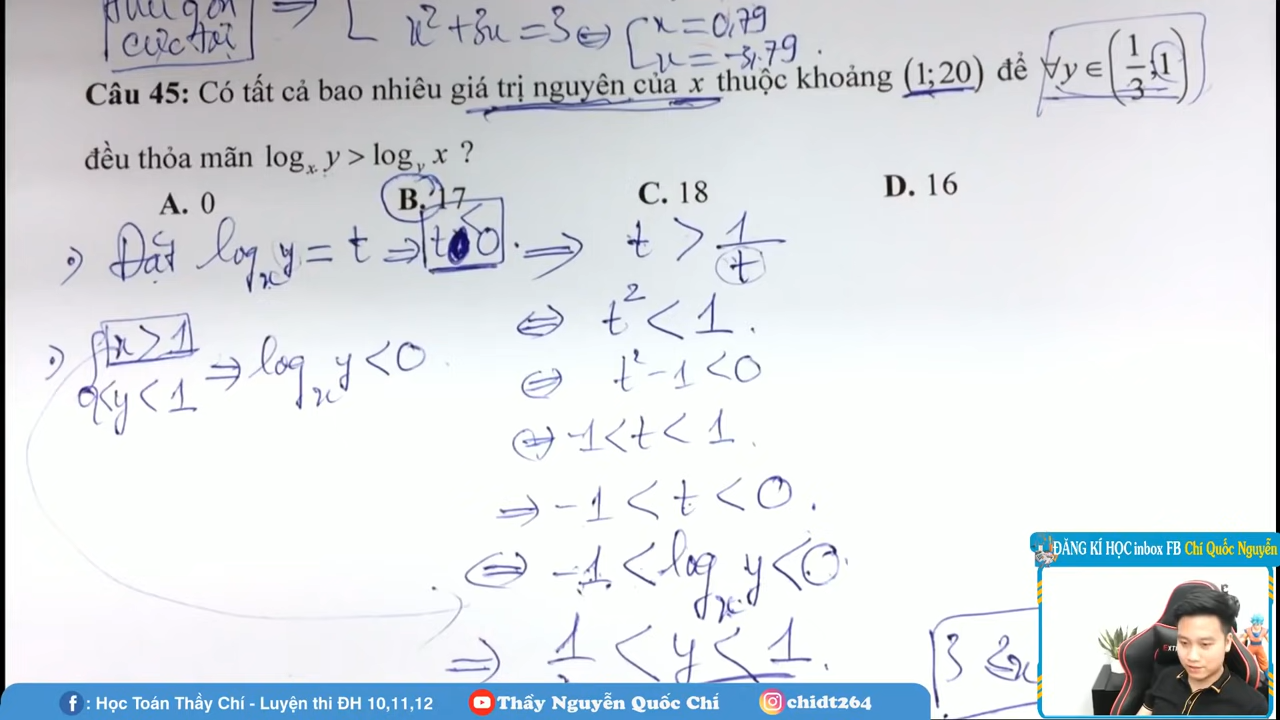 cực đại ⇒ x² + 3x = 3 ⇔ x = 0,79
x = -3,79
Câu 45: Có tất cả bao nhiêu giá trị nguyên của x thuộc khoảng (1;20) để ∀y ∈ (1/3;1)
đều thỏa mãn logₓ y > log_y x ?
A. 0 B. 17 C. 18 D. 16
Đặt logₓ y = t ⇒ t < 0 . ⇒ t > 1/t
⇔ t² < 1 .
x > 1
0 < y < 1 ⇒ logₓ y < 0 .
⇔ t² - 1 < 0
⇔ -1 < t < 1 .
⇒ -1 < t < 0 .
⇔ -1 < logₓ y < 0 .
⇒ 1 < y < 1 .
ĐĂNG KÍ HỌC inbox FB Chí Quốc Nguyễn
: Học Toán Thầy Chí - Luyện thi ĐH 10,11,12 Thầy Nguyễn Quốc Chí chidt264